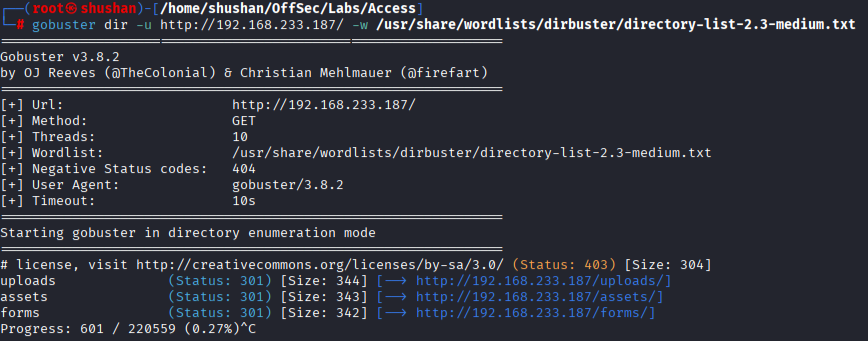 ┌──(root㉿shushan)-[/home/shushan/OffSec/Labs/Access]
└─# gobuster dir -u http://192.168.233.187/ -w /usr/share/wordlists/dirbuster/directory-list-2.3-medium.txt
===============================================================
Gobuster v3.8.2
by OJ Reeves (@TheColonial) & Christian Mehlmauer (@firefart)
===============================================================
[+] Url:                     http://192.168.233.187/
[+] Method:                  GET
[+] Threads:                 10
[+] Wordlist:                /usr/share/wordlists/dirbuster/directory-list-2.3-medium.txt
[+] Negative Status codes:   404
[+] User Agent:              gobuster/3.8.2
[+] Timeout:                 10s
===============================================================
Starting gobuster in directory enumeration mode
===============================================================
# license, visit http://creativecommons.org/licenses/by-sa/3.0/ (Status: 403) [Size: 304]
uploads              (Status: 301) [Size: 344] [--> http://192.168.233.187/uploads/]
assets               (Status: 301) [Size: 343] [--> http://192.168.233.187/assets/]
forms                (Status: 301) [Size: 342] [--> http://192.168.233.187/forms/]
Progress: 601 / 220559 (0.27%)^C